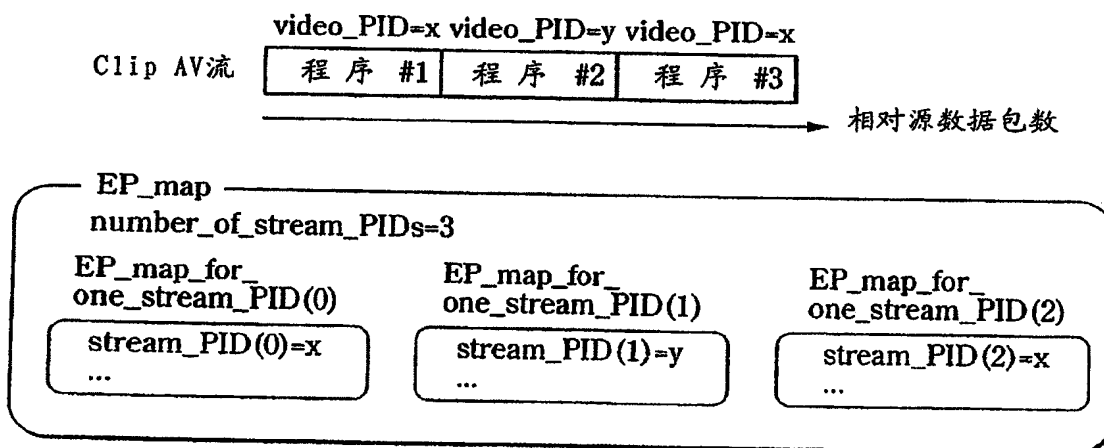 video_PID=x video_PID=y video_PID=x
Clip AV流 程序 #1 程序 #2 程序 #3
相对源数据包数
EP_map
number_of_stream_PIDs=3
EP_map_for_ EP_map_for_ EP_map_for_
one_stream_PID(0) one_stream_PID(1) one_stream_PID(2)
stream_PID(0)=x stream_PID(1)=y stream_PID(2)=x
... ... ...